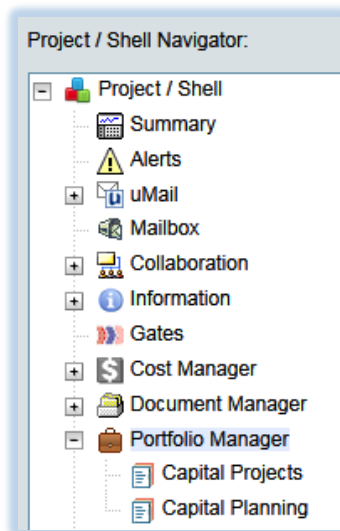 Project / Shell Navigator:
Project / Shell
Summary
Alerts
uMail
Mailbox
Collaboration
Information
Gates
Cost Manager
Document Manager
Portfolio Manager
Capital Projects
Capital Planning